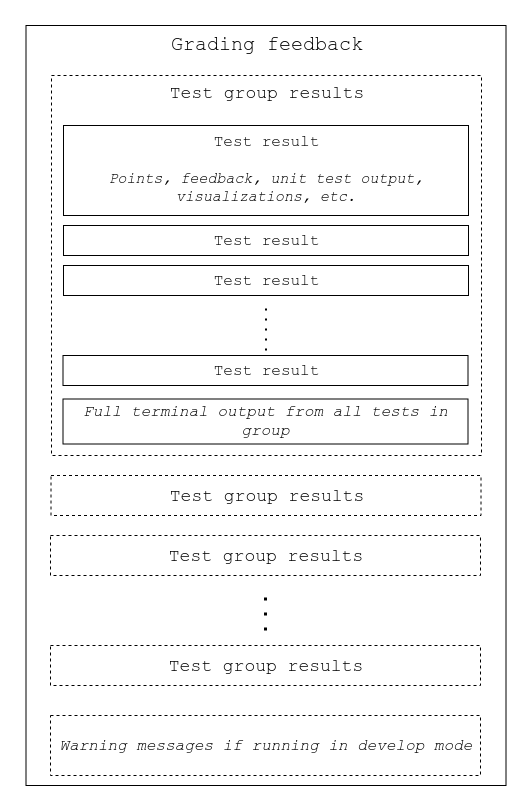 Grading feedback
Test group results
Test result
Points, feedback, unit test output,
visualizations, etc.
Test result
Test result
Test result
Full terminal output from all tests in
group
Test group results
Test group results
Test group results
Warning messages if running in develop mode